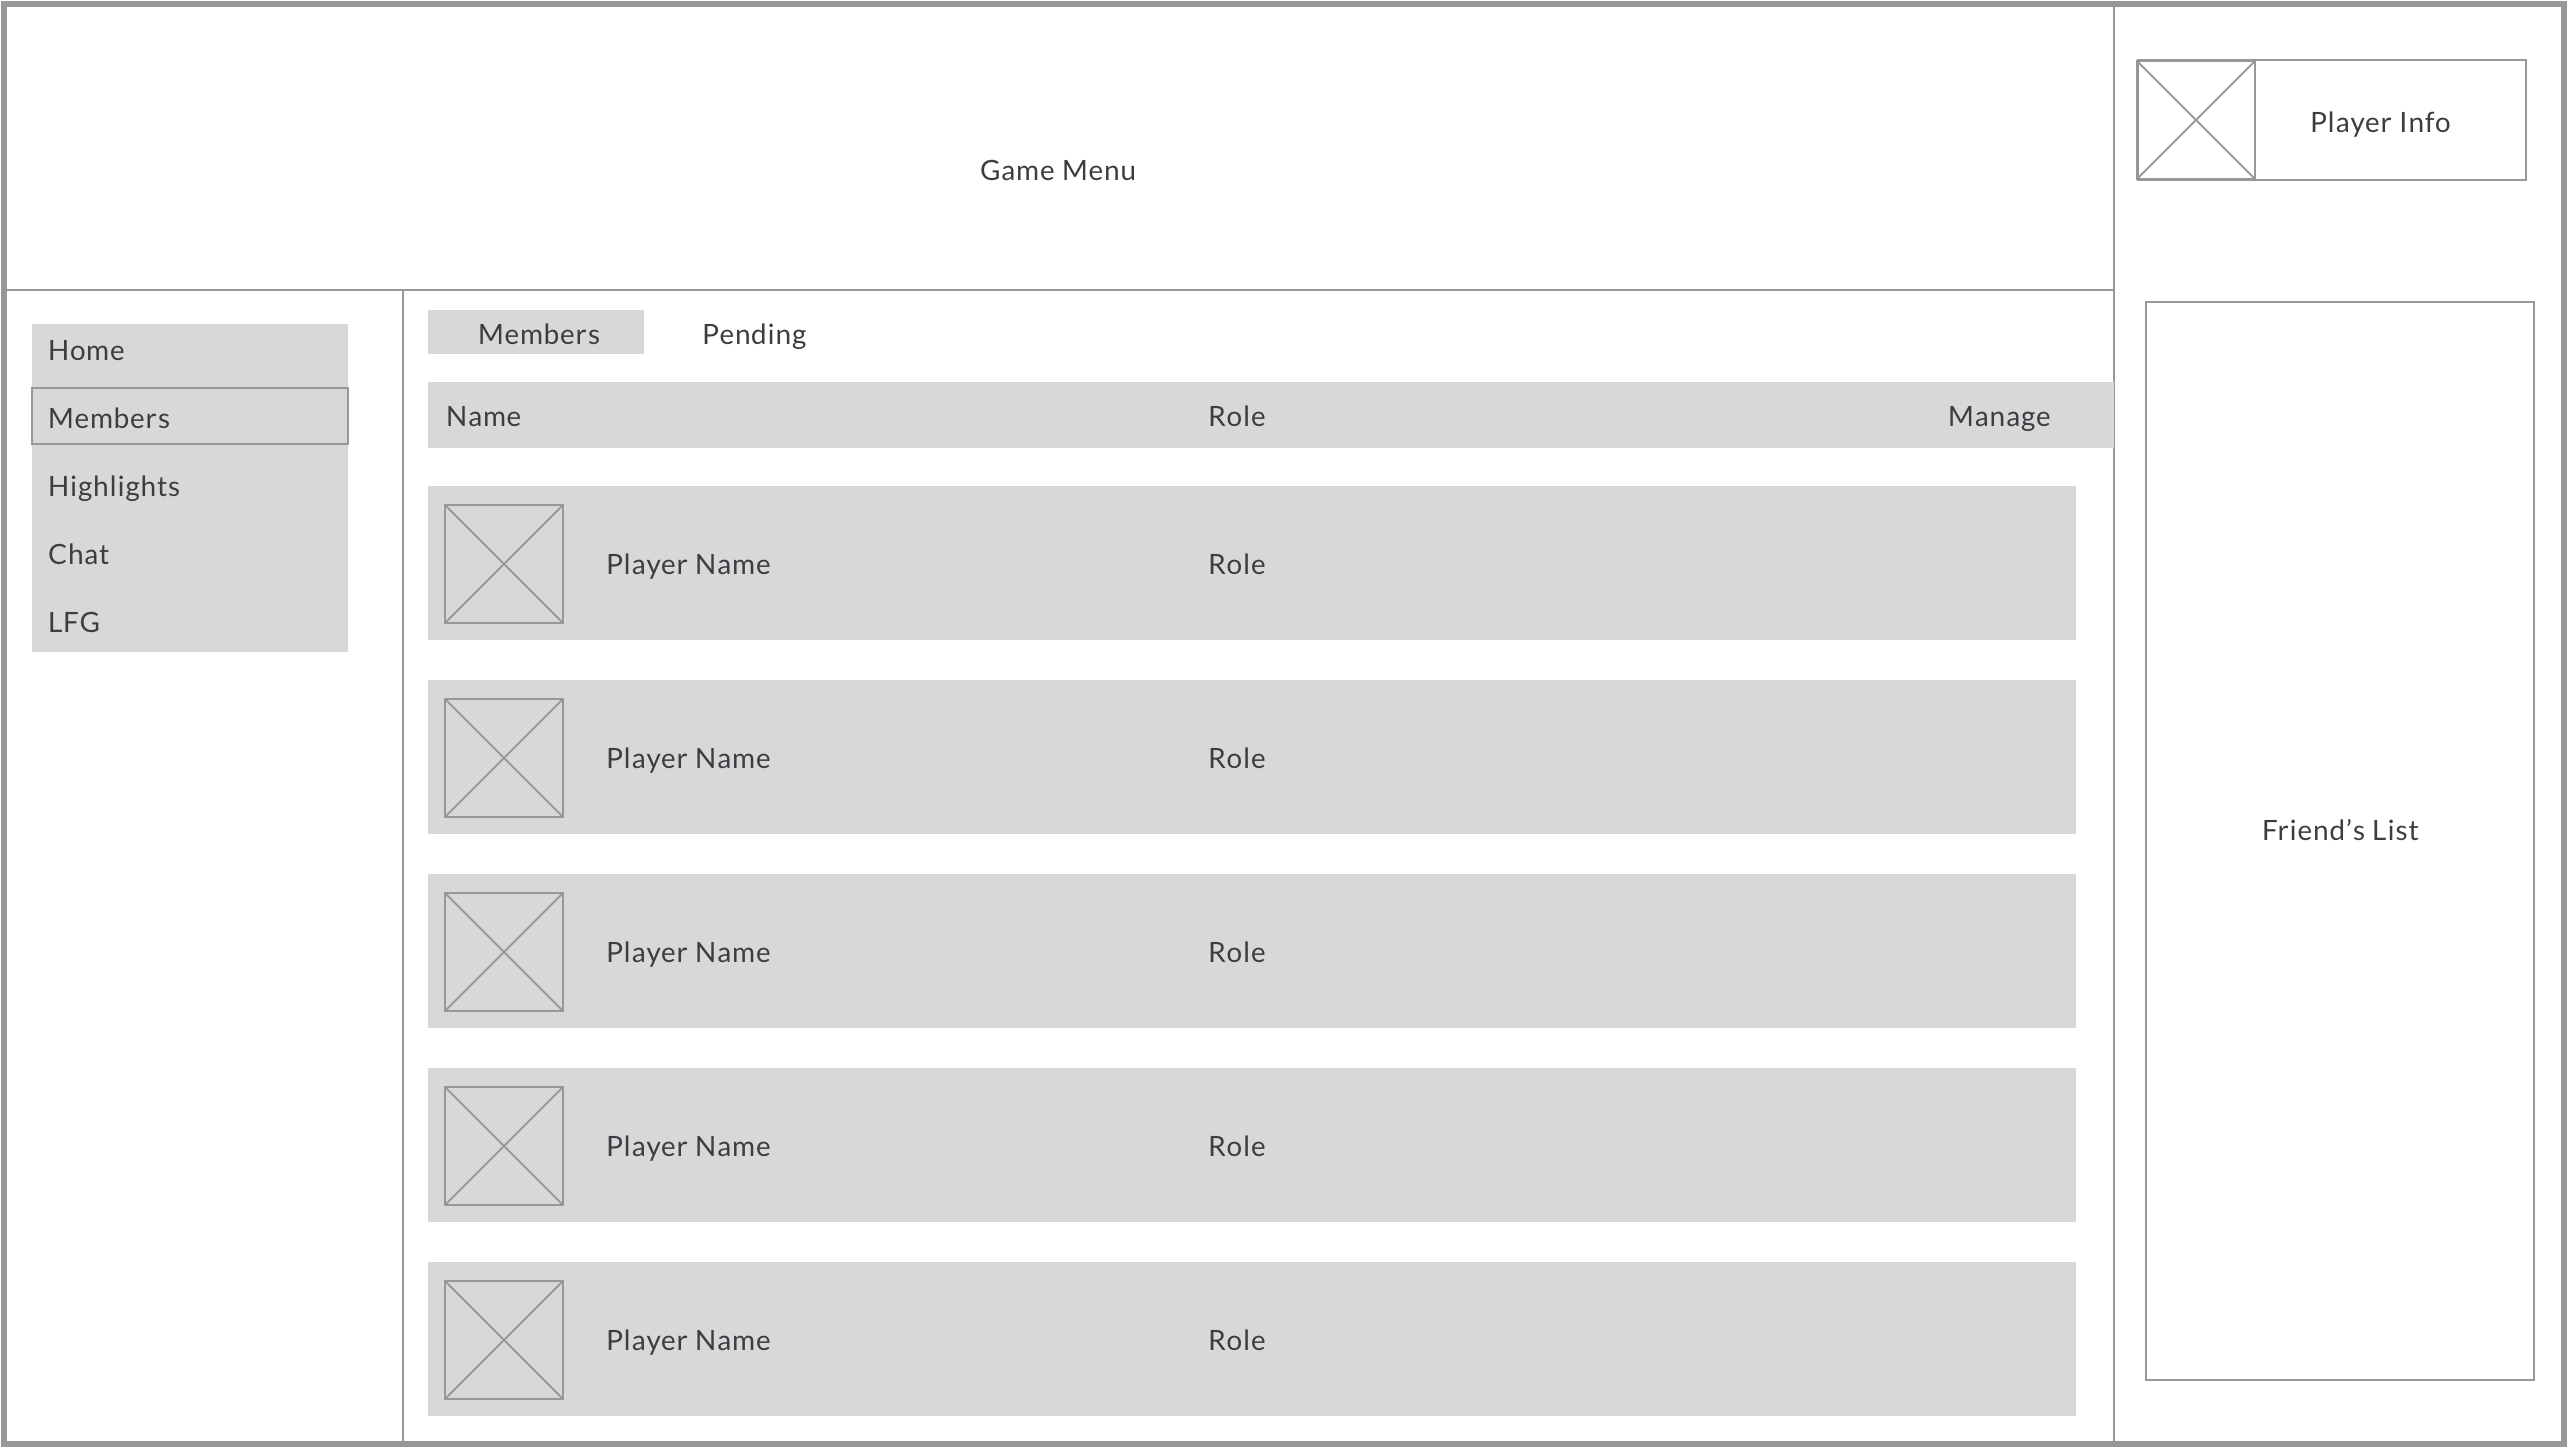 Game Menu
Player Info
Home
Members
Highlights
Chat
LFG
Members Pending
Name Role Manage
Player Name Role
Player Name Role
Player Name Role
Player Name Role
Player Name Role
Friend’s List